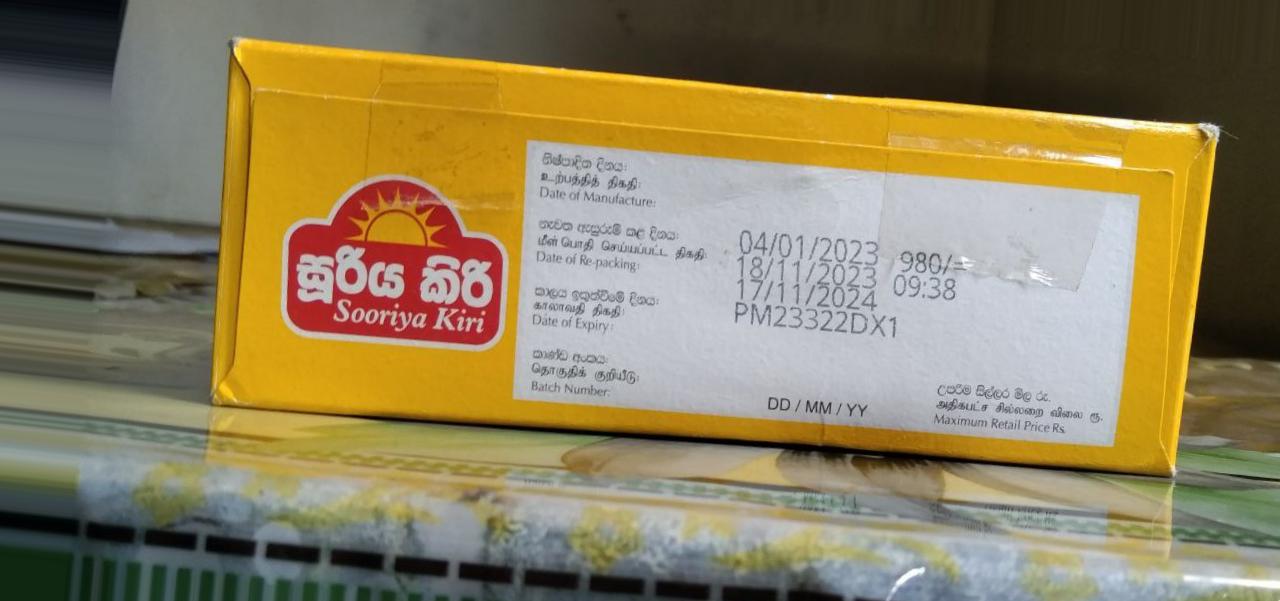 සූරිය කිරි
Sooriya Kiri
නිෂ්පාදිත දිනය:
உற்பத்தித் திகதி:
Date of Manufacture:
නැවත ඇසුරුම් කළ දිනය:
மீள் பொதி செய்யப்பட்ட திகதி:
Date of Re-packing:
කාලය ඉකුත්වීමේ දිනය:
காலாவதி திகதி:
Date of Expiry:
කාණ්ඩ අංකය:
தொகுதிக் குறியீடு:
Batch Number:
04/01/2023 980/=
18/11/2023 09:38
17/11/2024
PM23322DX1
DD / MM / YY
උපරිම සිල්ලර මිල රු.
அதிகபட்ச சில்லறை விலை ரூ.
Maximum Retail Price Rs.